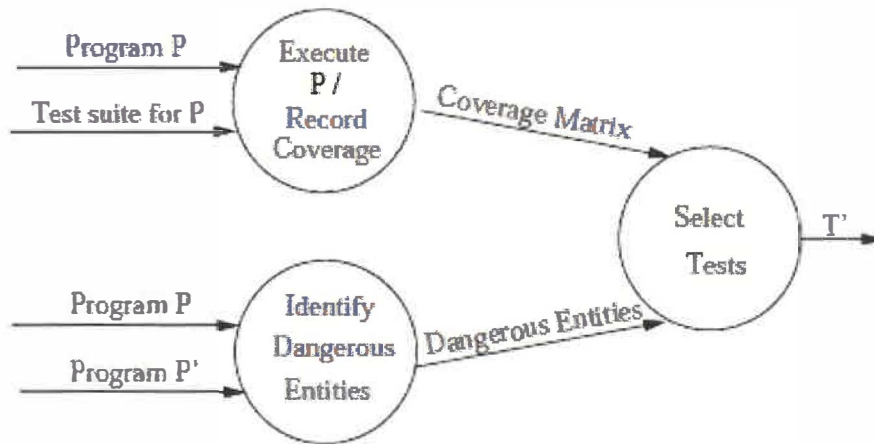 Program P
Test suite for P
Execute
P /
Record
Coverage
Coverage Matrix
Select
Tests
T'
Program P
Program P'
Identify
Dangerous
Entities
Dangerous Entities